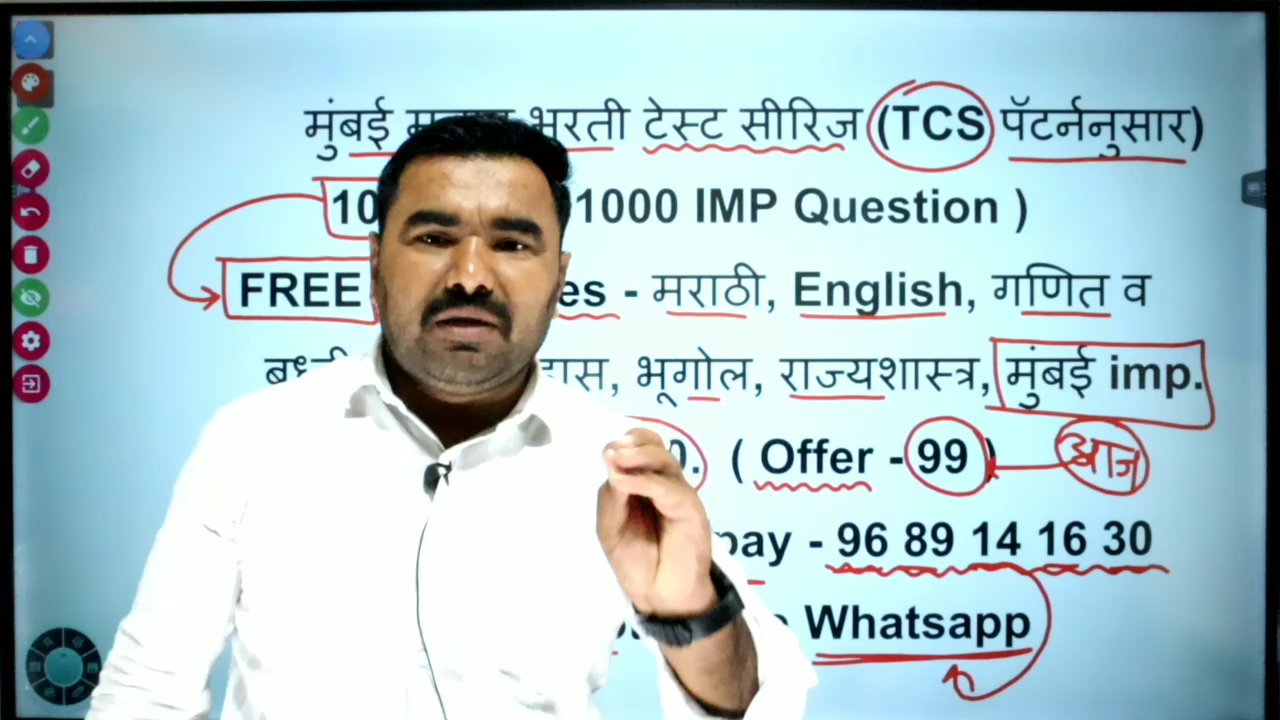 मुंबई भरती टेस्ट सीरिज (TCS पॅटर्ननुसार)
10 1000 IMP Question )
FREE es - मराठी, English, गणित व
भूगोल, राज्यशास्त्र, मुंबई imp.
0. ( Offer - 99 ) आज
pay - 96 89 14 16 30
Whatsapp